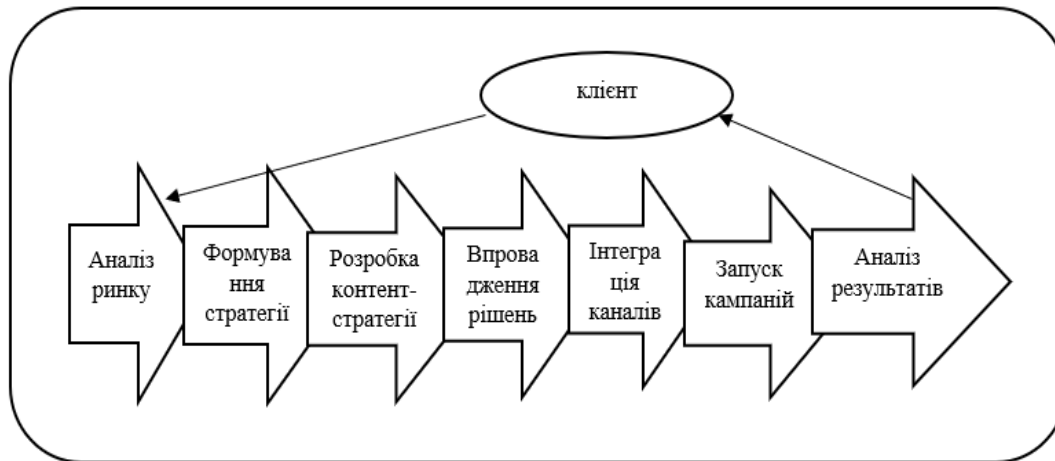 клієнт
Аналіз
ринку
Формува
ння
стратегії
Розробка
контент-
стратегії
Впрова
дження
рішень
Інтегра
ція
каналів
Запуск
кампаній
Аналіз
результатів